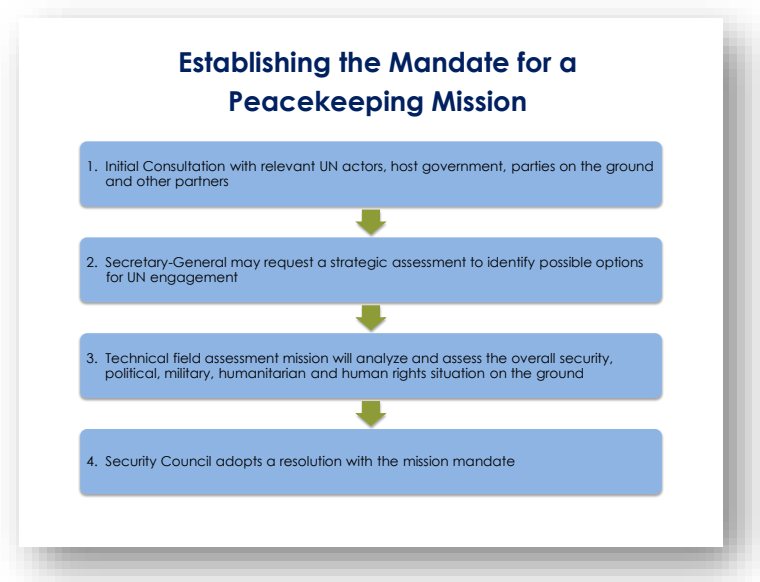 Establishing the Mandate for a
Peacekeeping Mission
1. Initial Consultation with relevant UN actors, host government, parties on the ground
and other partners
2. Secretary-General may request a strategic assessment to identify possible options
for UN engagement
3. Technical field assessment mission will analyze and assess the overall security,
political, military, humanitarian and human rights situation on the ground
4. Security Council adopts a resolution with the mission mandate